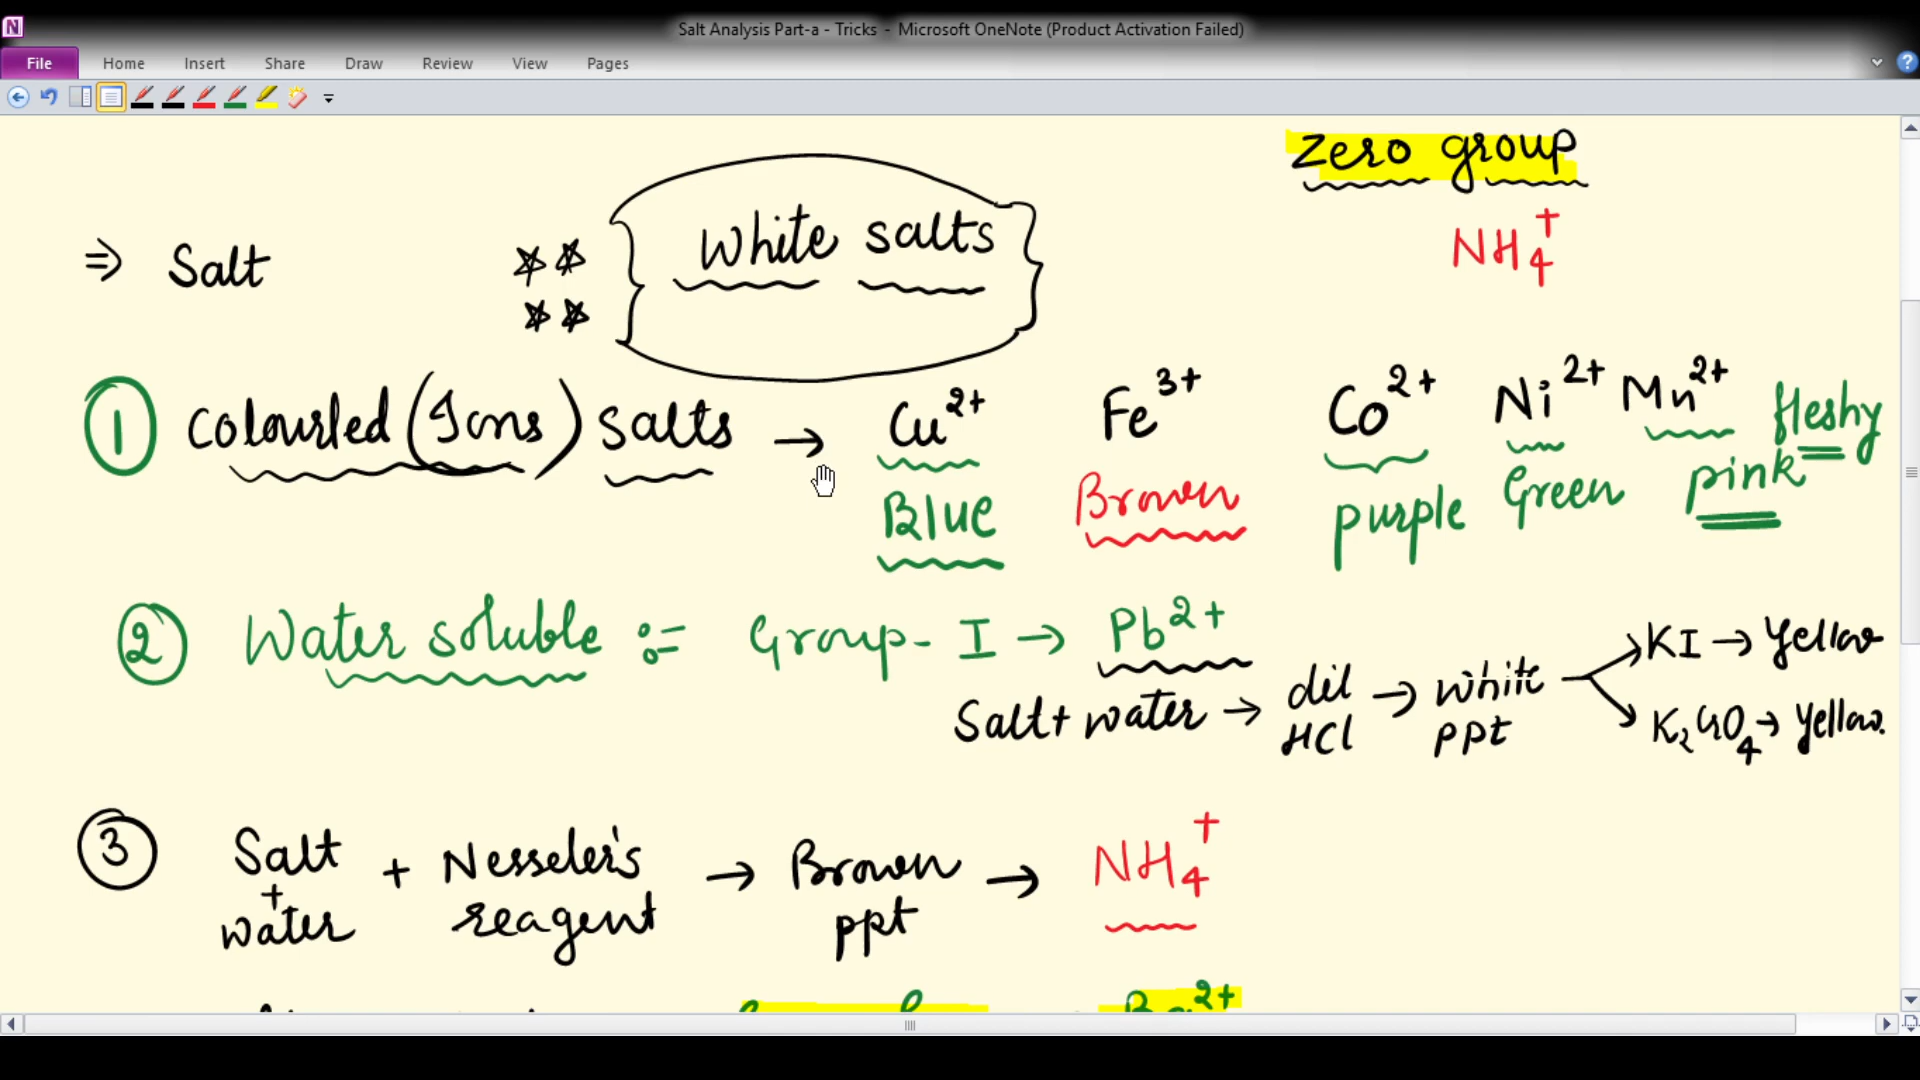 Salt Analysis Part-a - Tricks - Microsoft OneNote (Product Activation Failed)
File Home Insert Share Draw Review View Pages
Zero group
NH4+
⇒ Salt
White salts
① Coloured (Ions) salts → Cu2+ Fe3+ Co2+ Ni2+ Mn2+ fleshy
Blue Brown purple Green pink
② Water soluble := Group-I → Pb2+
Salt + water → dil HCl → white ppt
KI → Yellow
K2CrO4 → Yellow.
③ Salt + water + Nesseler's reagent → Brown ppt → NH4+